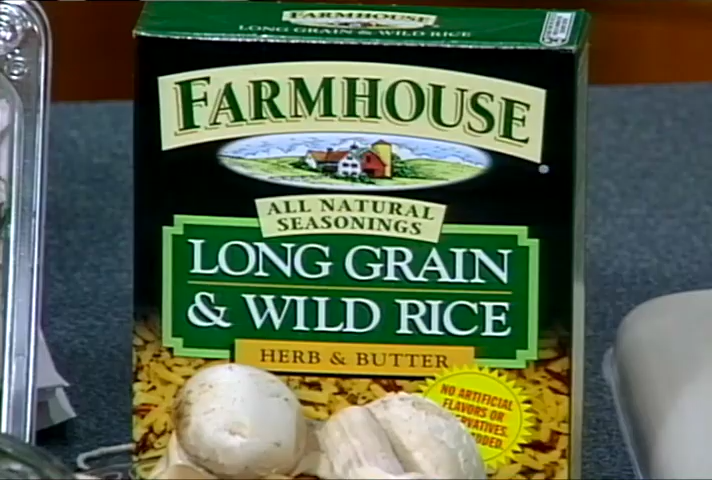 FARMHOUSE
LONG GRAIN & WILD RICE
FARMHOUSE
ALL NATURAL
SEASONINGS
LONG GRAIN
& WILD RICE
HERB & BUTTER
NO ARTIFICIAL
FLAVORS OR